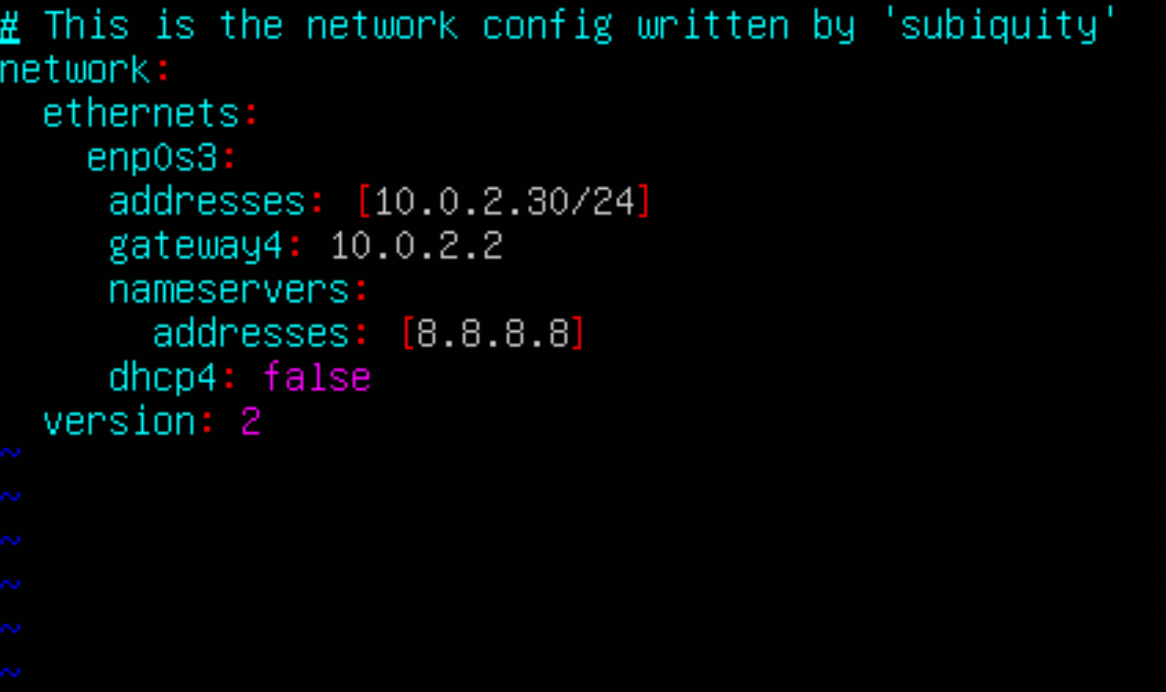 # This is the network config written by 'subiquity'
network:
  ethernets:
    enp0s3:
     addresses: [10.0.2.30/24]
     gateway4: 10.0.2.2
     nameservers:
       addresses: [8.8.8.8]
     dhcp4: false
  version: 2
~
~
~
~
~
~